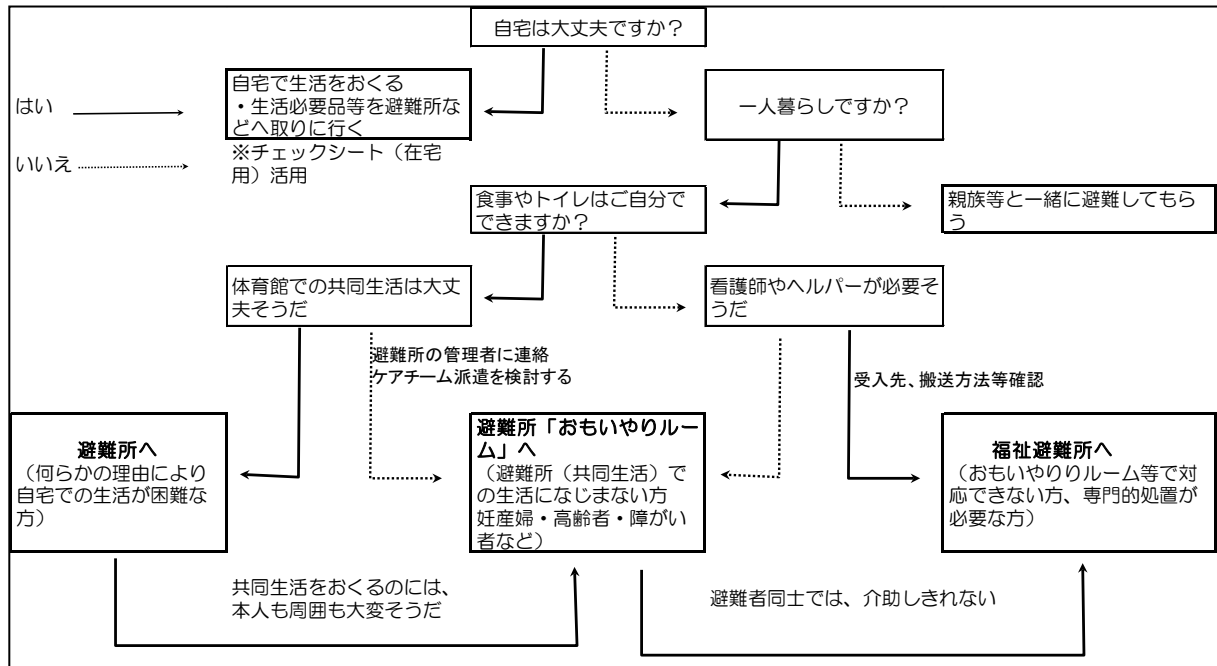 自宅は大丈夫ですか？
はい
自宅で生活をおくる
・生活必要品等を避難所な
どへ取りに行く
一人暮らしですか？
いいえ
※チェックシート（在宅
用）活用
食事やトイレはご自分で
できますか？
親族等と一緒に避難してもら
う
体育館での共同生活は大丈
夫そうだ
看護師やヘルパーが必要そ
うだ
避難所の管理者に連絡
ケアチーム派遣を検討する
受入先、搬送方法等確認
避難所へ
（何らかの理由により
自宅での生活が困難な
方）
避難所「おもいやりルー
ム」へ
（避難所（共同生活）で
の生活になじまない方
妊産婦・高齢者・障がい
者など）
福祉避難所へ
（おもいやりりルーム等で対
応できない方、専門的処置が
必要な方）
共同生活をおくるのには、
本人も周囲も大変そうだ
避難者同士では、介助しきれない